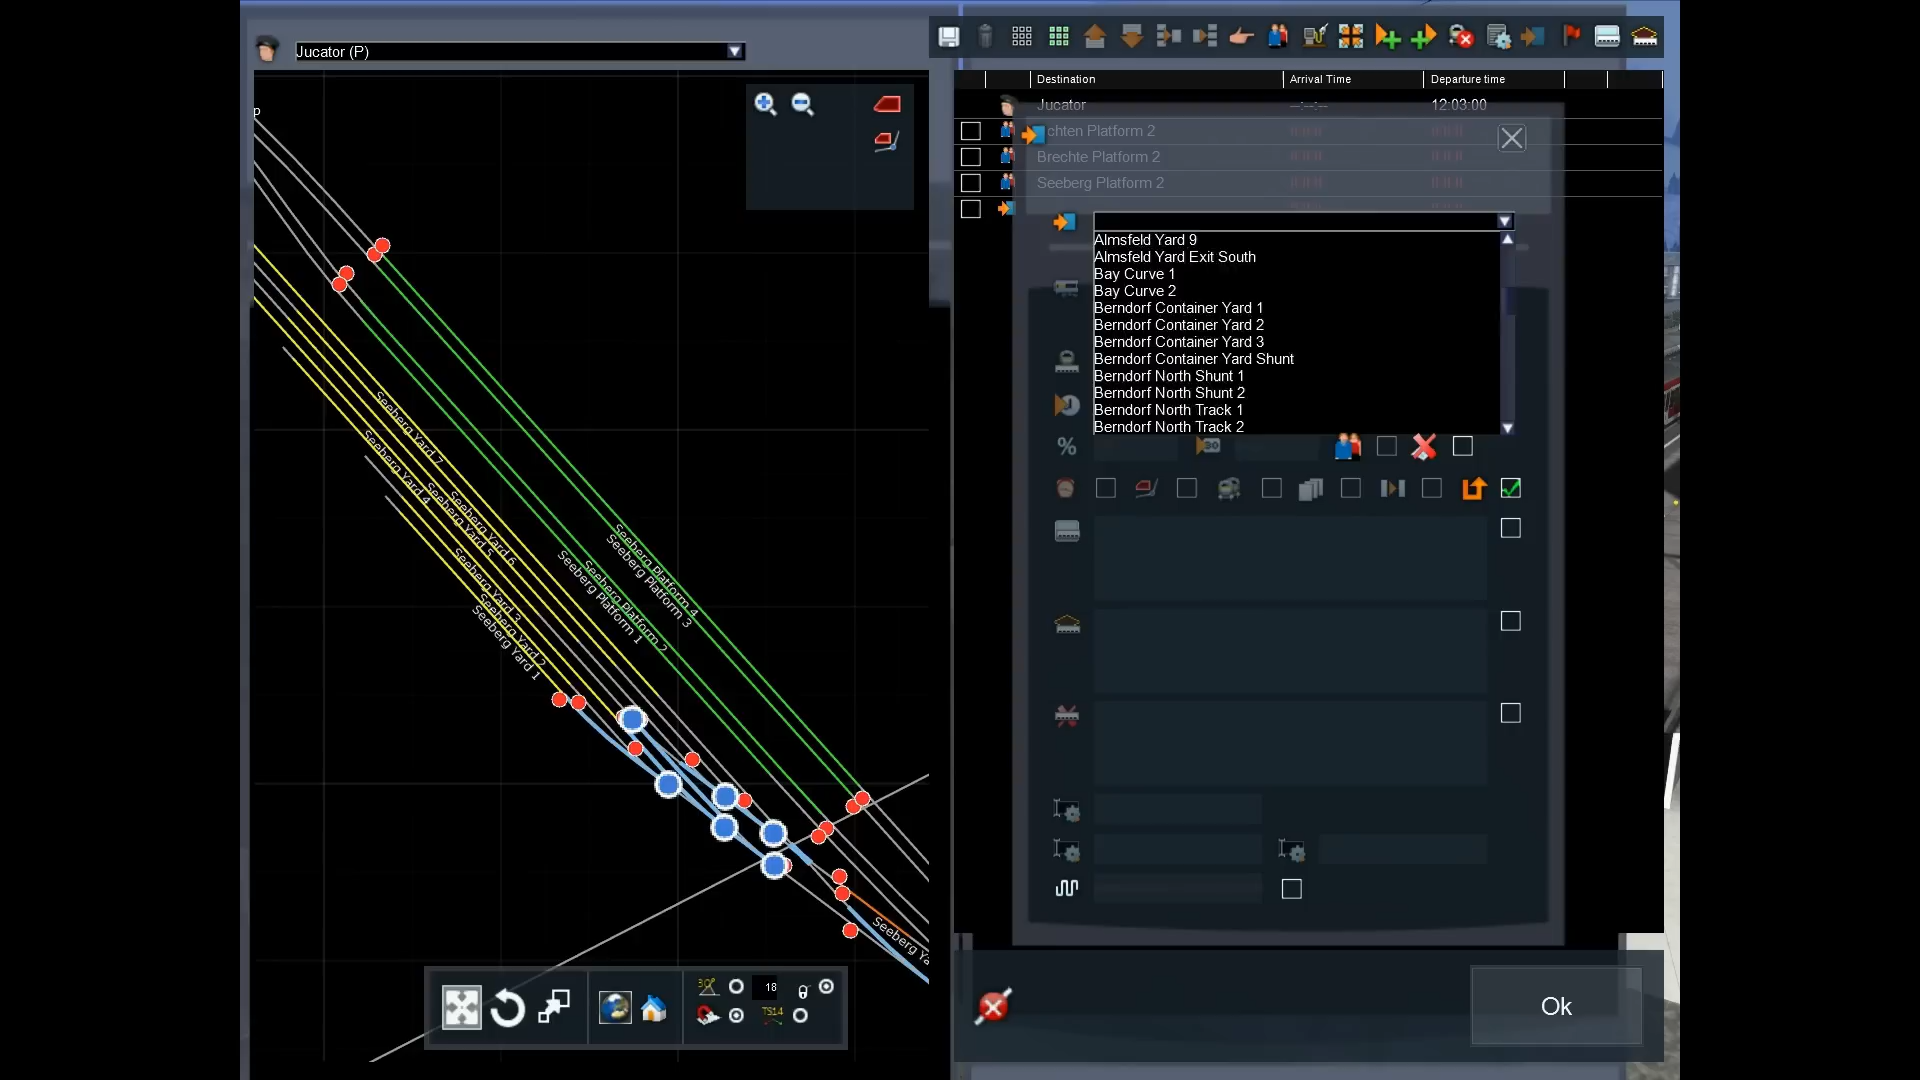 Jucator (P)
Destination
Arrival Time
Departure time
Jucator
--:--:--
12:03:00
chten Platform 2
Brechte Platform 2
Seeberg Platform 2
p
Almsfeld Yard 9
Almsfeld Yard Exit South
Bay Curve 1
Bay Curve 2
Berndorf Container Yard 1
Berndorf Container Yard 2
Berndorf Container Yard 3
Berndorf Container Yard Shunt
Berndorf North Shunt 1
Berndorf North Shunt 2
Berndorf North Track 1
Berndorf North Track 2
%
30
Seeberg Yard 7
Seeberg Yard 4
Seeberg Yard 6
Seeberg Yard 5
Seeberg Yard 3
Seeberg Yard 2
Seeberg Yard 1
Seeberg Platform 4
Seeberg Platform 3
Seeberg Platform 2
Seeberg Platform 1
Seeberg Ya
30°
18
TS14
Ok